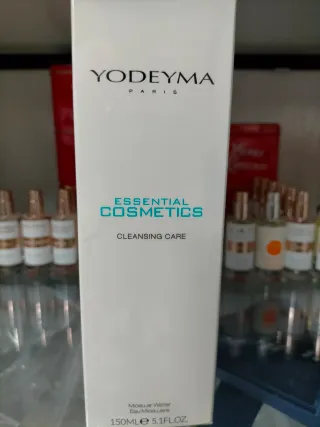 YODEYMA
PARIS
ESSENTIAL
COSMETICS
CLEANSING CARE
Micellar Water
Eau Micellaire
150ML ℮ 5.1FL.OZ.